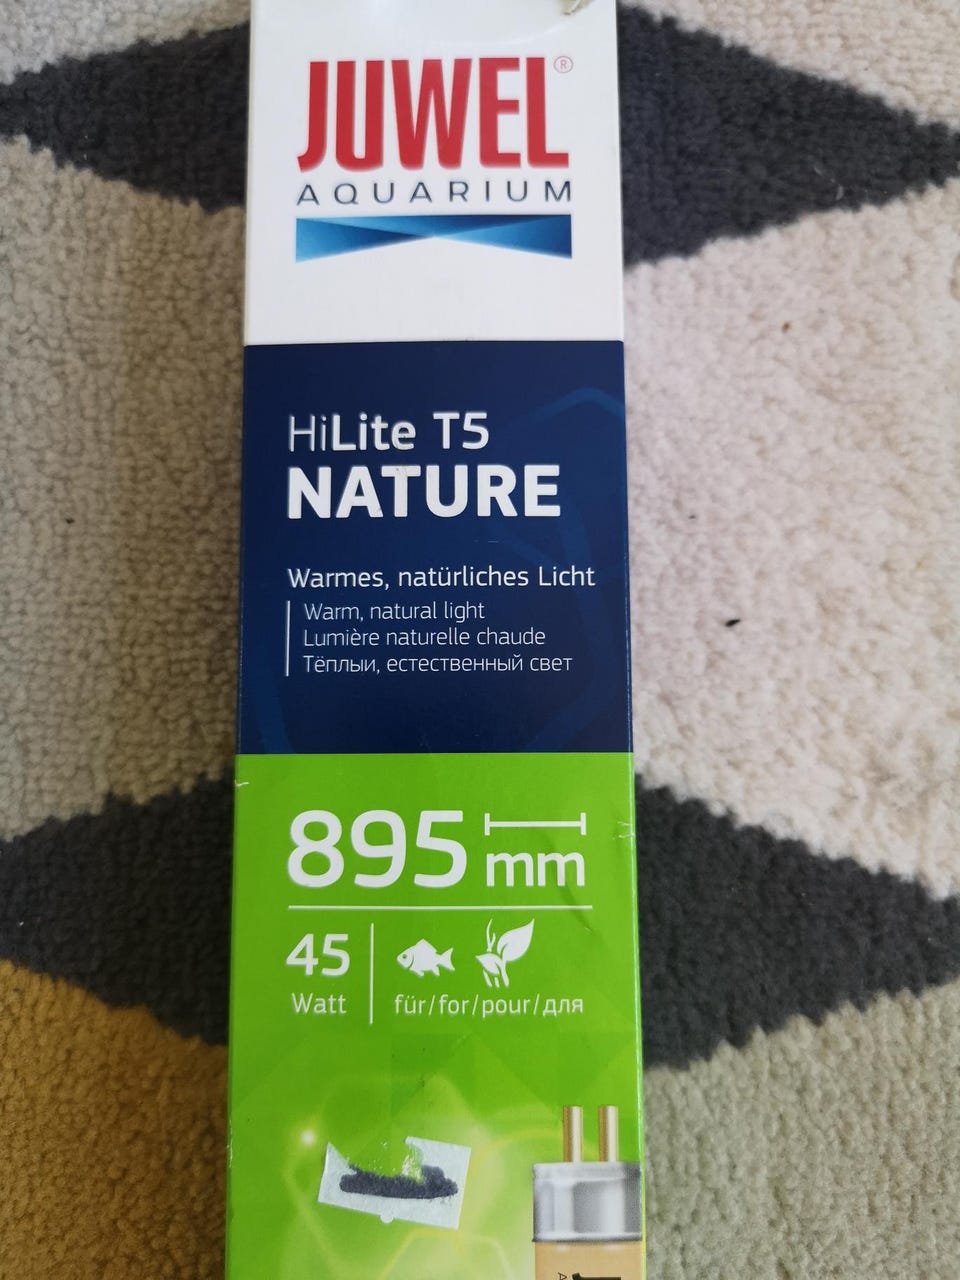 JUWEL®
AQUARIUM
HiLite T5
NATURE
Warmes, natürliches Licht
Warm, natural light
Lumière naturelle chaude
Тёплыи, естественный свет
895 mm
45
Watt
für/for/pour/для